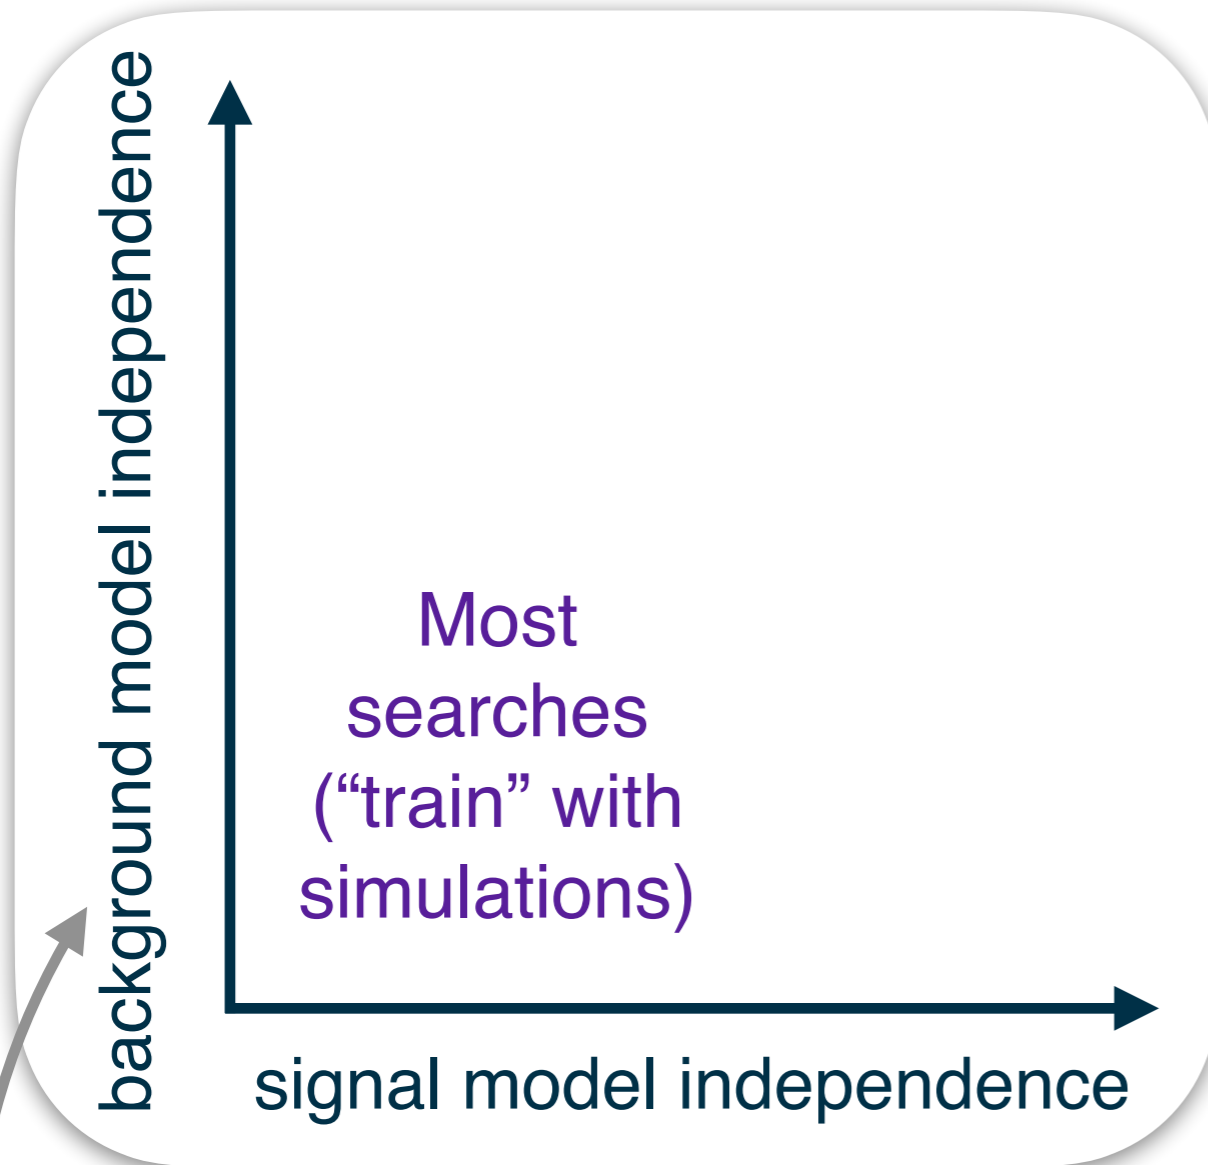 background model independence
Most
searches
(“train” with
simulations)
signal model independence